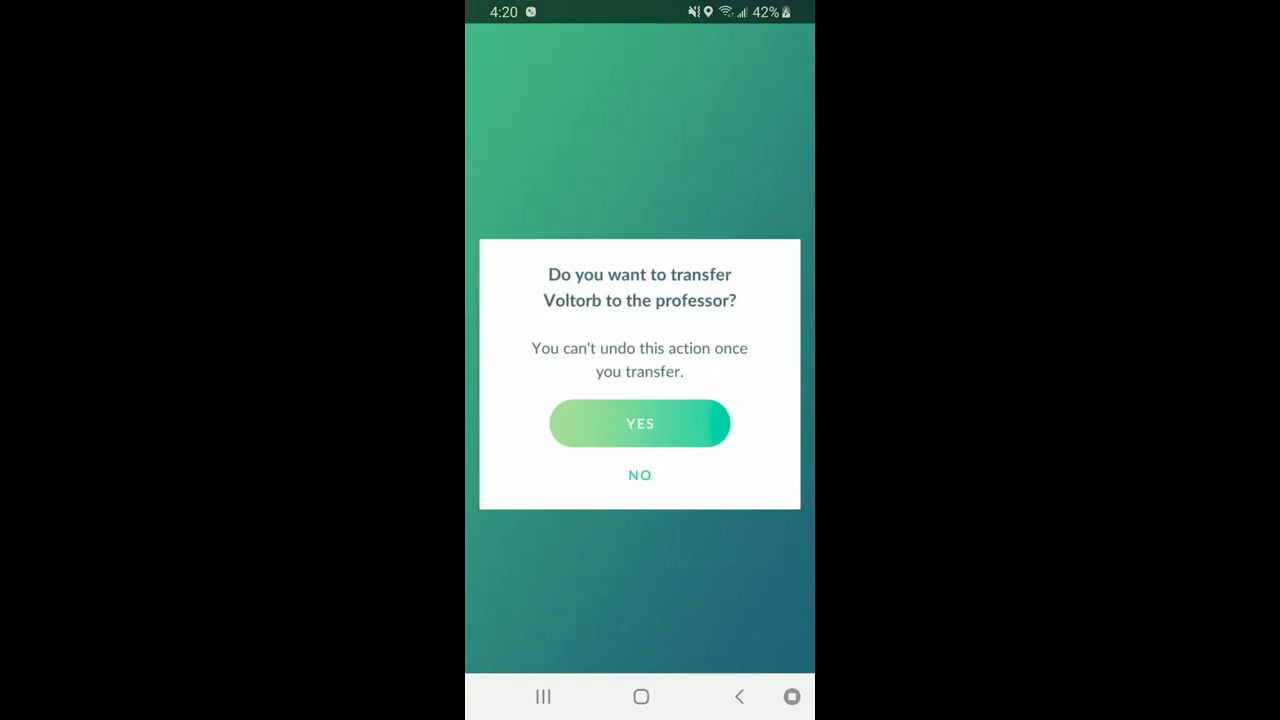 4:20 42%
Do you want to transfer
Voltorb to the professor?
You can't undo this action once
you transfer.
YES
NO